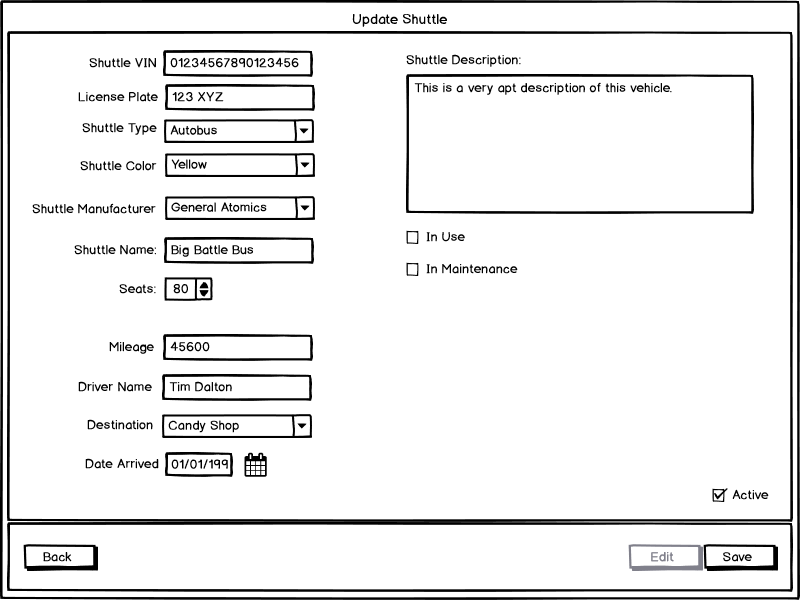 Update Shuttle
Shuttle VIN 01234567890123456
License Plate 123 XYZ
Shuttle Type Autobus
Shuttle Color Yellow
Shuttle Manufacturer General Atomics
Shuttle Name: Big Battle Bus
Seats: 80
Mileage 45600
Driver Name Tim Dalton
Destination Candy Shop
Date Arrived 01/01/199
Shuttle Description:
This is a very apt description of this vehicle.
In Use
In Maintenance
Active
Back
Edit
Save